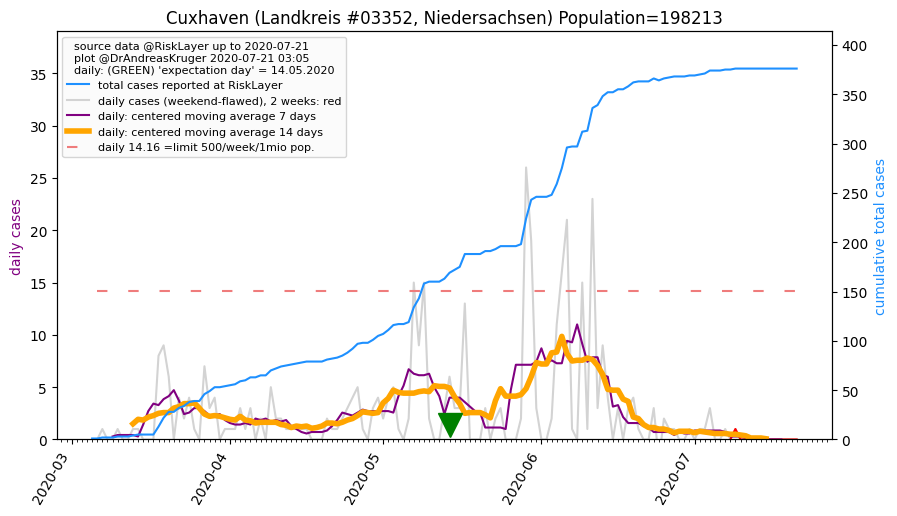 Cuxhaven (Landkreis #03352, Niedersachsen) Population=198213
source data @RiskLayer up to 2020-07-21
plot @DrAndreasKruger 2020-07-21 03:05
daily: (GREEN) 'expectation day' = 14.05.2020
total cases reported at RiskLayer
daily cases (weekend-flawed), 2 weeks: red
daily: centered moving average 7 days
daily: centered moving average 14 days
daily 14.16 =limit 500/week/1mio pop.
daily cases
35
30
25
20
15
10
5
0
cumulative total cases
400
350
300
250
200
150
100
50
0
2020-03
2020-04
2020-05
2020-06
2020-07